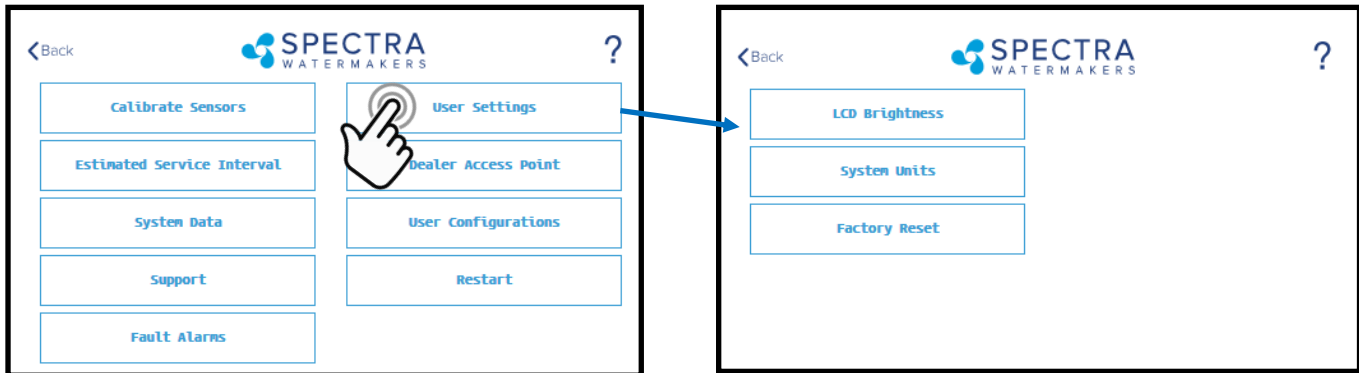 Back
SPECTRA
WATERMAKERS
?
Calibrate Sensors
User Settings
Estimated Service Interval
Dealer Access Point
System Data
User Configurations
Support
Restart
Fault Alarms
Back
SPECTRA
WATERMAKERS
?
LCD Brightness
System Units
Factory Reset